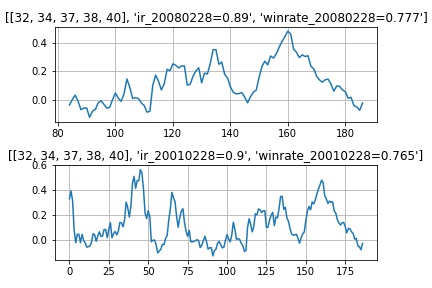 [[32, 34, 37, 38, 40], 'ir_20080228=0.89', 'winrate_20080228=0.777']
0.4
0.2
0.0
80 100 120 140 160 180
[[32, 34, 37, 38, 40], 'ir_20010228=0.9', 'winrate_20010228=0.765']
0.6
0.4
0.2
0.0
0 25 50 75 100 125 150 175